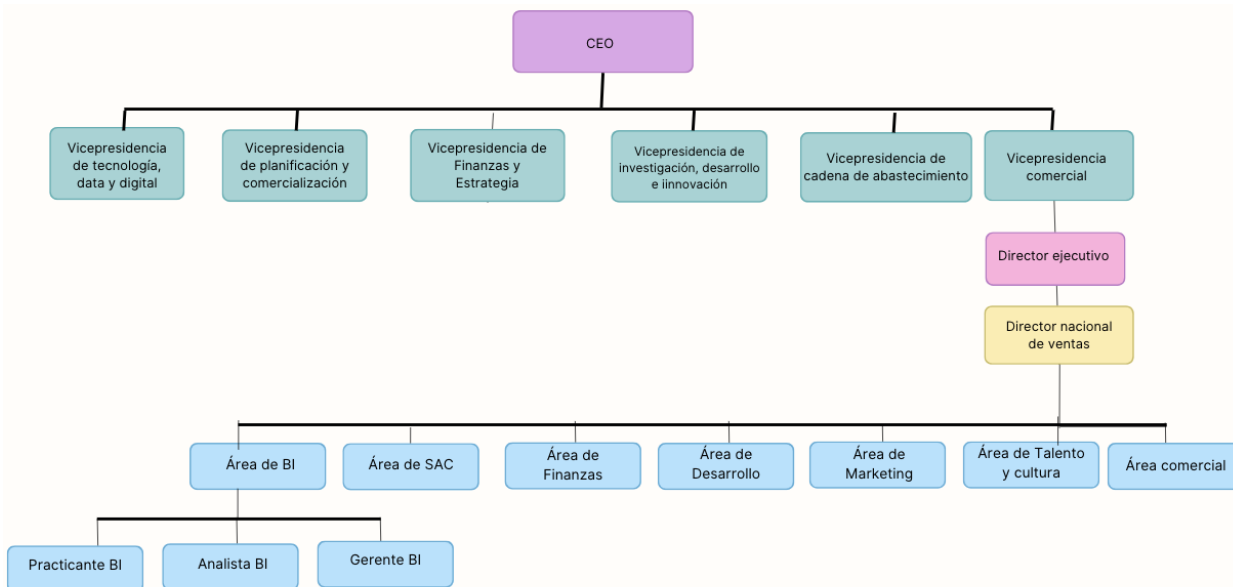 CEO
Vicepresidencia
de tecnología,
data y digital
Vicepresidencia
de planificación y
comercialización
Vicepresidencia de
Finanzas y
Estrategia
Vicepresidencia de
investigación, desarrollo
e iinnovación
Vicepresidencia de
cadena de abastecimiento
Vicepresidencia
comercial
Director ejecutivo
Director nacional
de ventas
Área de BI
Área de SAC
Área de
Finanzas
Área de
Desarrollo
Área de
Marketing
Área de Talento
y cultura
Área comercial
Practicante BI
Analista BI
Gerente BI